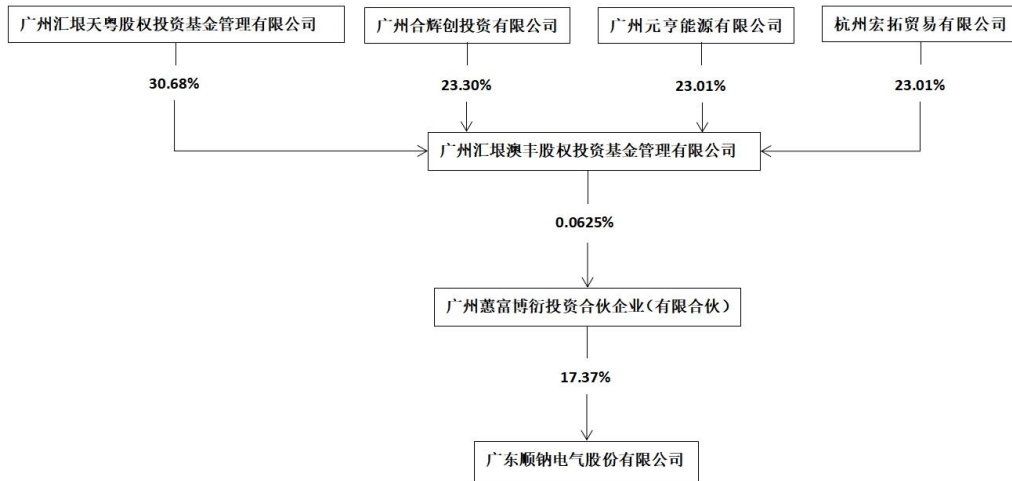 广州汇垠天粤股权投资基金管理有限公司
广州合辉创投资有限公司
广州元亨能源有限公司
杭州宏拓贸易有限公司
30.68%
23.30%
23.01%
23.01%
广州汇垠澳丰股权投资基金管理有限公司
0.0625%
广州蕙富博衍投资合伙企业（有限合伙）
17.37%
广东顺钠电气股份有限公司